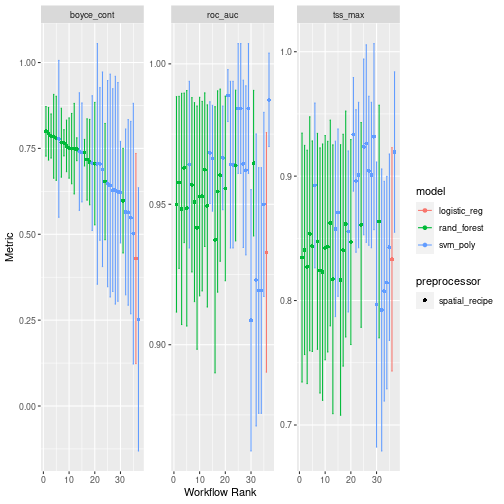 boyce_cont
roc_auc
tss_max
Metric
1.00
0.75
0.50
0.25
0.00
1.00
0.95
0.90
1.0
0.9
0.8
0.7
0 10 20 30
0 10 20 30
0 10 20 30
Workflow Rank
model
logistic_reg
rand_forest
svm_poly
preprocessor
spatial_recipe